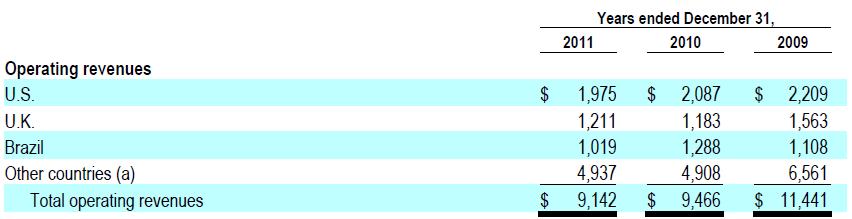 Years ended December 31,
2011 2010 2009
Operating revenues
U.S. $ 1,975 $ 2,087 $ 2,209
U.K. 1,211 1,183 1,563
Brazil 1,019 1,288 1,108
Other countries (a) 4,937 4,908 6,561
Total operating revenues $ 9,142 $ 9,466 $ 11,441